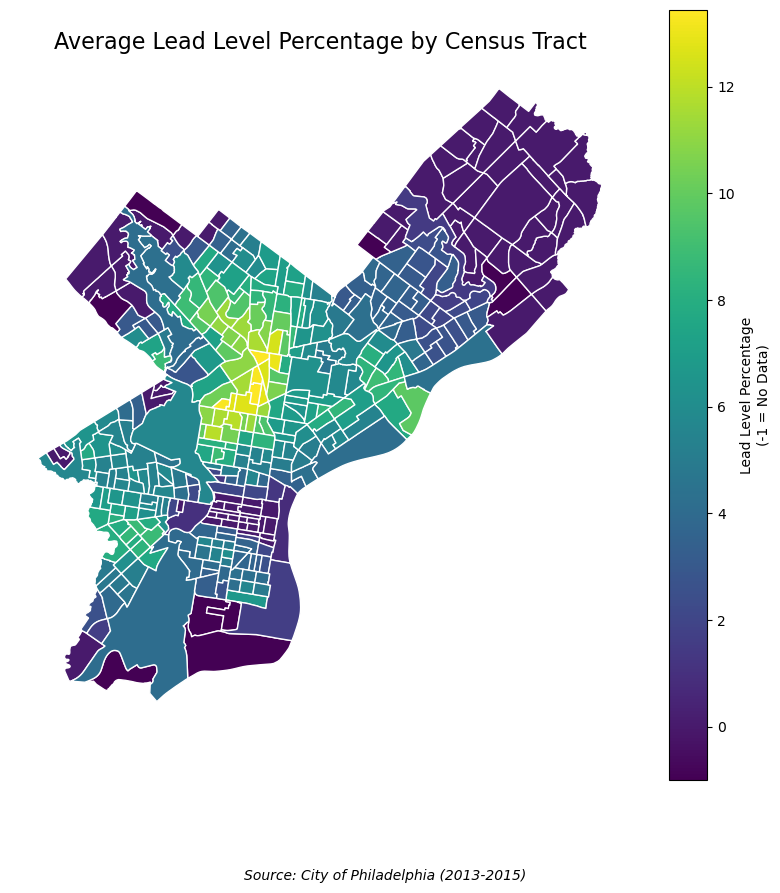 Average Lead Level Percentage by Census Tract
12
10
8
6
4
2
0
Lead Level Percentage
(-1 = No Data)
Source: City of Philadelphia (2013-2015)